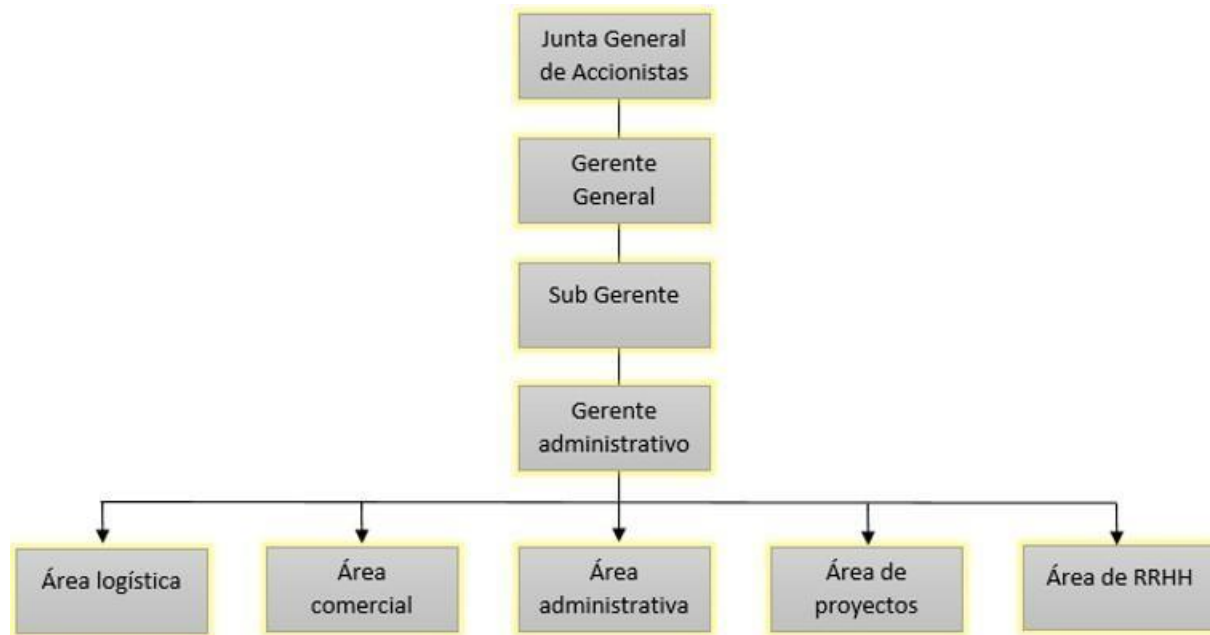 Junta General
de Accionistas
Gerente
General
Sub Gerente
Gerente
administrativo
Área logística
Área
comercial
Área
administrativa
Área de
proyectos
Área de RRHH